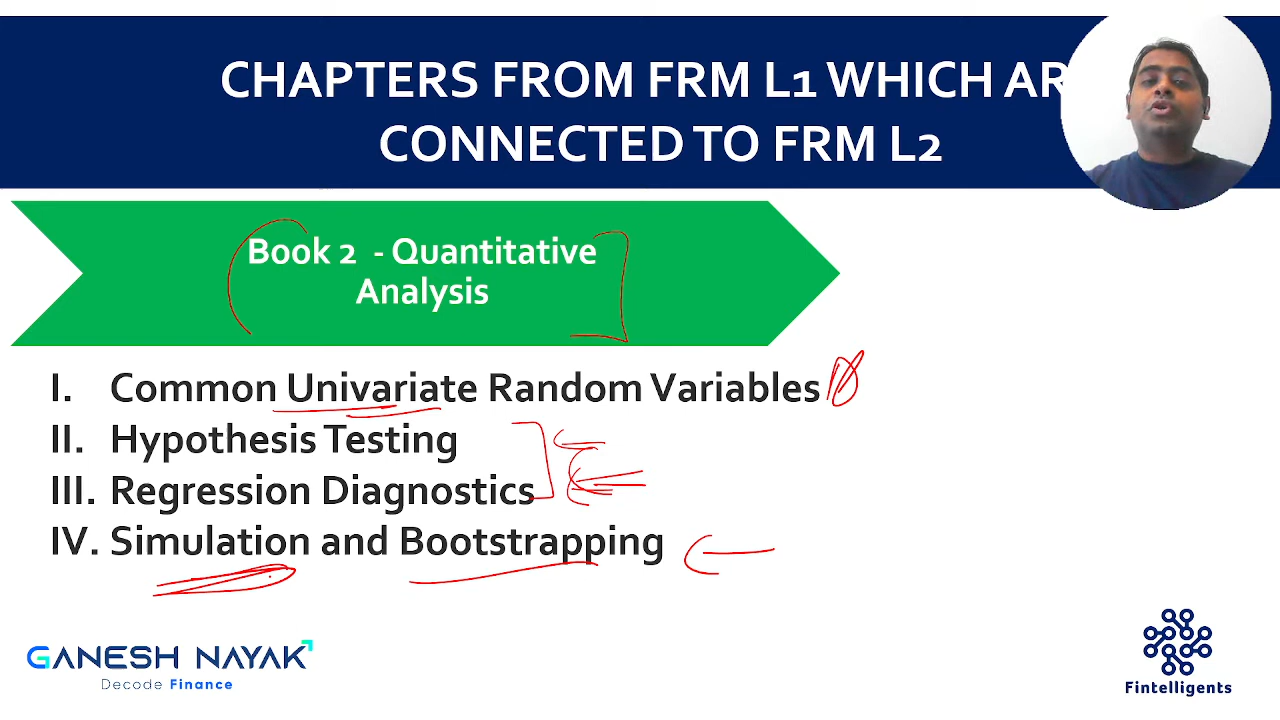 CHAPTERS FROM FRM L1 WHICH AR
CONNECTED TO FRM L2
Book 2 - Quantitative
Analysis
I. Common Univariate Random Variables
II. Hypothesis Testing
III. Regression Diagnostics
IV. Simulation and Bootstrapping
GANESH NAYAK
Decode Finance
Fintelligents